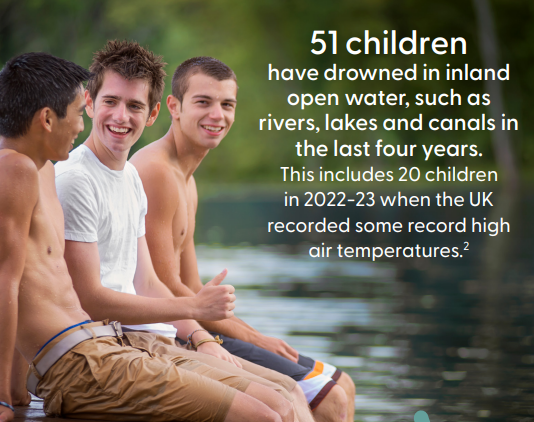 51 children
have drowned in inland
open water, such as
rivers, lakes and canals in
the last four years.
This includes 20 children
in 2022-23 when the UK
recorded some record high
air temperatures.²